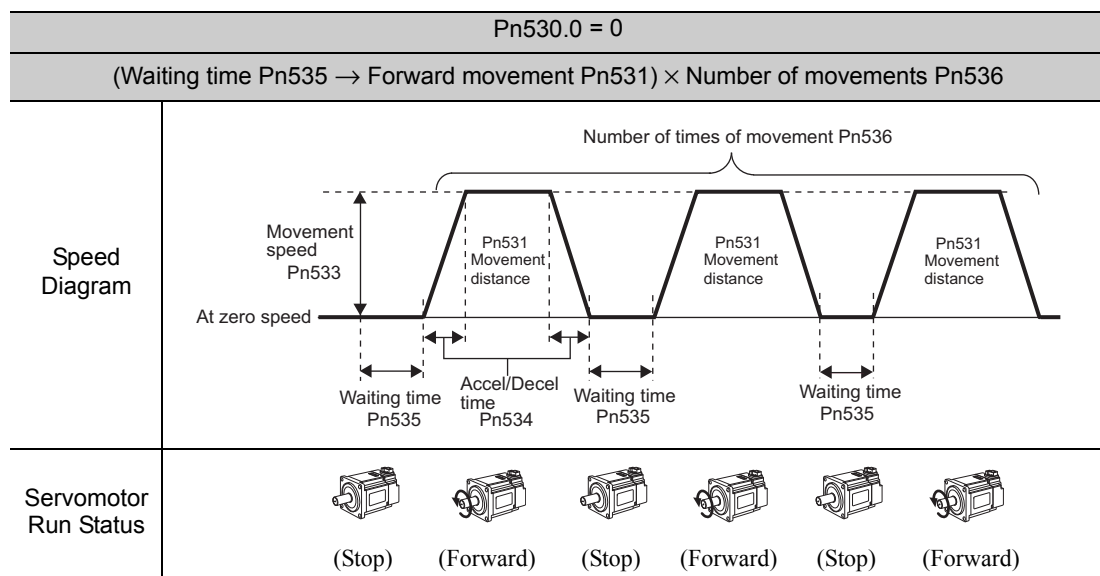 Pn530.0 = 0
(Waiting time Pn535 → Forward movement Pn531) × Number of movements Pn536
Speed
Diagram
Number of times of movement Pn536
Movement
speed
Pn533
At zero speed
Pn531
Movement
distance
Pn531
Movement
distance
Pn531
Movement
distance
Waiting time
Pn535
Accel/Decel
time
Pn534
Waiting time
Pn535
Waiting time
Pn535
Servomotor
Run Status
(Stop) (Forward) (Stop) (Forward) (Stop) (Forward)